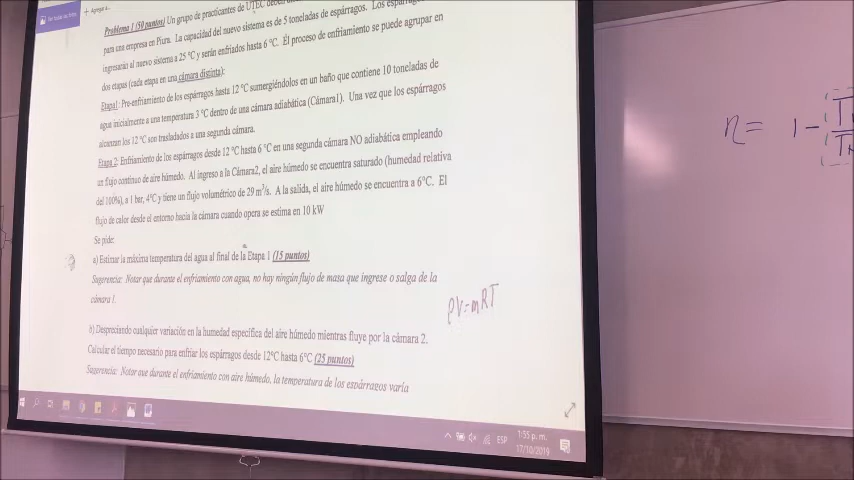 Agregar a...
Problema 1 (50 puntos) Un grupo de practicantes de UTEC
para una empresa en Piura. La capacidad del nuevo sistema es de 5 toneladas de espárragos. Los
ingresarán al nuevo sistema a 25 °C y serán enfriados hasta 6 °C. El proceso de enfriamiento se puede agrupar en
dos etapas (cada etapa en una cámara distinta):
Etapa1: Pre-enfriamiento de los espárragos hasta 12 °C sumergiéndolos en un baño que contiene 10 toneladas de
agua inicialmente a una temperatura 3 °C dentro de una cámara adiabática (Cámara1). Una vez que los espárragos
alcanzan los 12 °C son trasladados a una segunda cámara.
Etapa 2: Enfriamiento de los espárragos desde 12 °C hasta 6 °C en una segunda cámara NO adiabática empleando
un flujo continuo de aire húmedo. Al ingreso a la Cámara2, el aire húmedo se encuentra saturado (humedad relativa
del 100%), a 1 bar, 4°C y tiene un flujo volumétrico de 29 m³/s. A la salida, el aire húmedo se encuentra a 6°C. El
flujo de calor desde el entorno hacia la cámara cuando opera se estima en 10 kW
Se pide:
a) Estimar la máxima temperatura del agua al final de la Etapa 1 (15 puntos)
Sugerencia: Notar que durante el enfriamiento con agua, no hay ningún flujo de masa que ingrese o salga de la
cámara 1.
PV=mRT
b) Despreciando cualquier variación en la humedad específica del aire húmedo mientras fluye por la cámara 2.
Calcular el tiempo necesario para enfriar los espárragos desde 12°C hasta 6°C (25 puntos)
Sugerencia: Notar que durante el enfriamiento con aire húmedo, la temperatura de los espárragos varía
ESP
1:55 p. m.
17/10/2019
η = 1 -